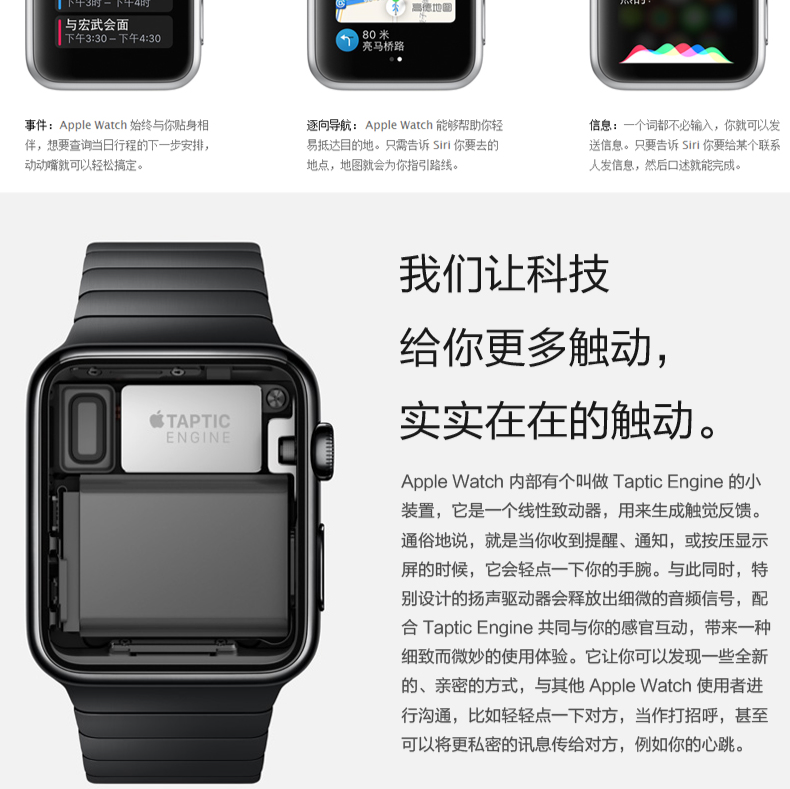 下午3时 – 下午4时
与宏武会面
下午3:30 – 下午4:30
高德地图
80 米
亮马桥路
事件：Apple Watch 始终与你贴身相
伴，想要查询当日行程的下一步安排，
动动嘴就可以轻松搞定。
逐向导航： Apple Watch 能够帮助你轻
易抵达目的地。只需告诉 Siri 你要去的
地点，地图就会为你指引路线。
信息：一个词都不必输入，你就可以发
送信息。只要告诉 Siri 你要给某个联系
人发信息，然后口述就能完成。
我们让科技
给你更多触动，
实实在在的触动。
TAPTIC
ENGINE
Apple Watch 内部有个叫做 Taptic Engine 的小
装置，它是一个线性致动器，用来生成触觉反馈。
通俗地说，就是当你收到提醒、通知，或按压显示
屏的时候，它会轻点一下你的手腕。与此同时，特
别设计的扬声驱动器会释放出细微的音频信号，配
合 Taptic Engine 共同与你的感官互动，带来一种
细致而微妙的使用体验。它让你可以发现一些全新
的、亲密的方式，与其他 Apple Watch 使用者进
行沟通，比如轻轻点一下对方，当作打招呼，甚至
可以将更私密的讯息传给对方，例如你的心跳。